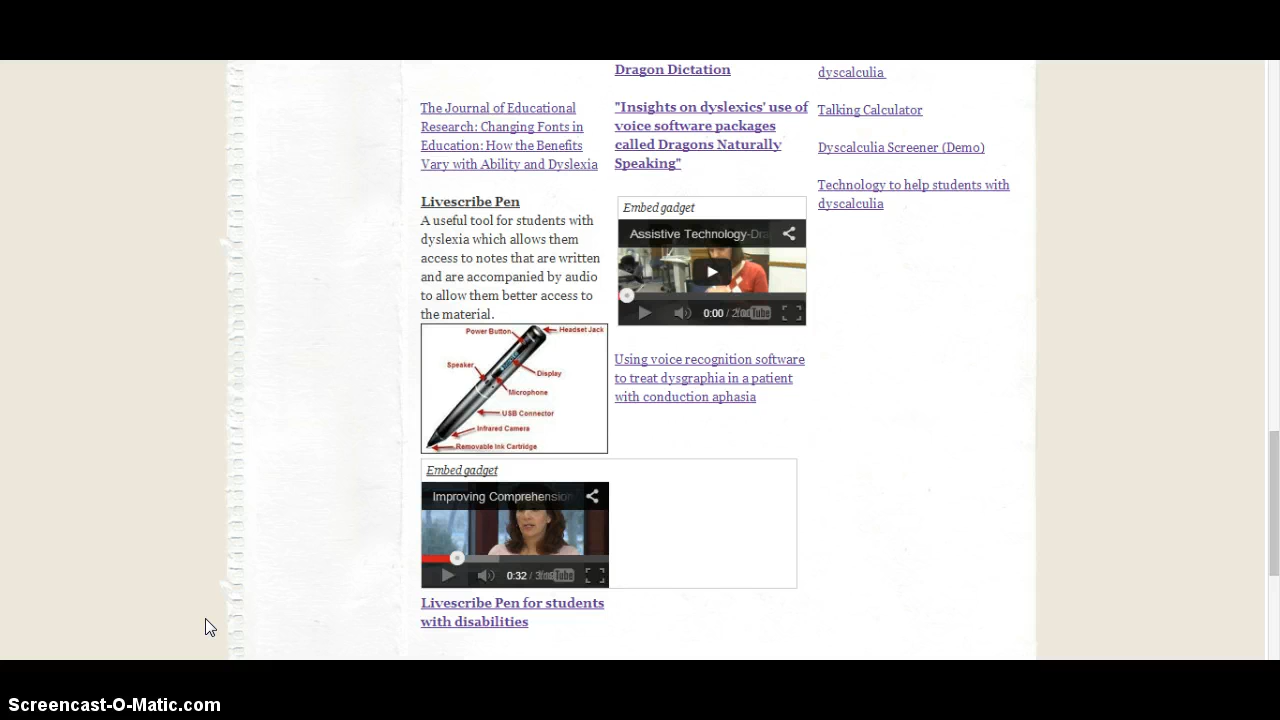 The Journal of Educational
Research: Changing Fonts in
Education: How the Benefits
Vary with Ability and Dyslexia
Livescribe Pen
A useful tool for students with
dyslexia which allows them
access to notes that are written
and are accompanied by audio
to allow them better access to
the material.
Power Button
Headset Jack
Speaker
Display
Microphone
USB Connector
Infrared Camera
Removable Ink Cartridge
Embed gadget
Improving Comprehension
0:32 /
YouTube
Livescribe Pen for students
with disabilities
Dragon Dictation
"Insights on dyslexics' use of
voice software packages
called Dragons Naturally
Speaking"
Embed gadget
Assistive Technology-Dra
0:00 /
YouTube
Using voice recognition software
to treat dysgraphia in a patient
with conduction aphasia
dyscalculia
Talking Calculator
Dyscalculia Screener (Demo)
Technology to help students with
dyscalculia
Screencast-O-Matic.com